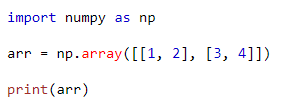 import numpy as np
arr = np.array([[1, 2], [3, 4]])
print(arr)